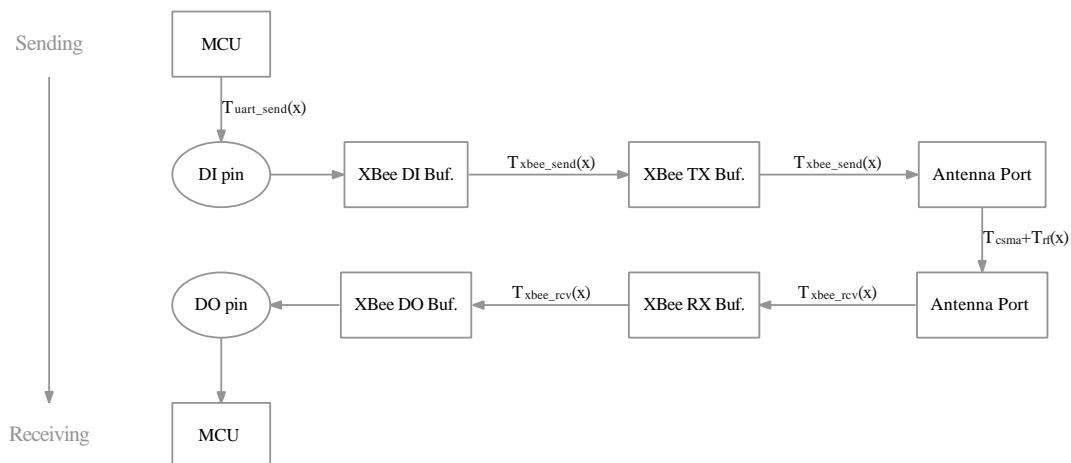 Sending
MCU
Tuart_send(x)
DI pin
XBee DI Buf.
Txbee_send(x)
XBee TX Buf.
Txbee_send(x)
Antenna Port
Tcsma+Trf(x)
DO pin
XBee DO Buf.
Txbee_rcv(x)
XBee RX Buf.
Txbee_rcv(x)
Antenna Port
Receiving
MCU